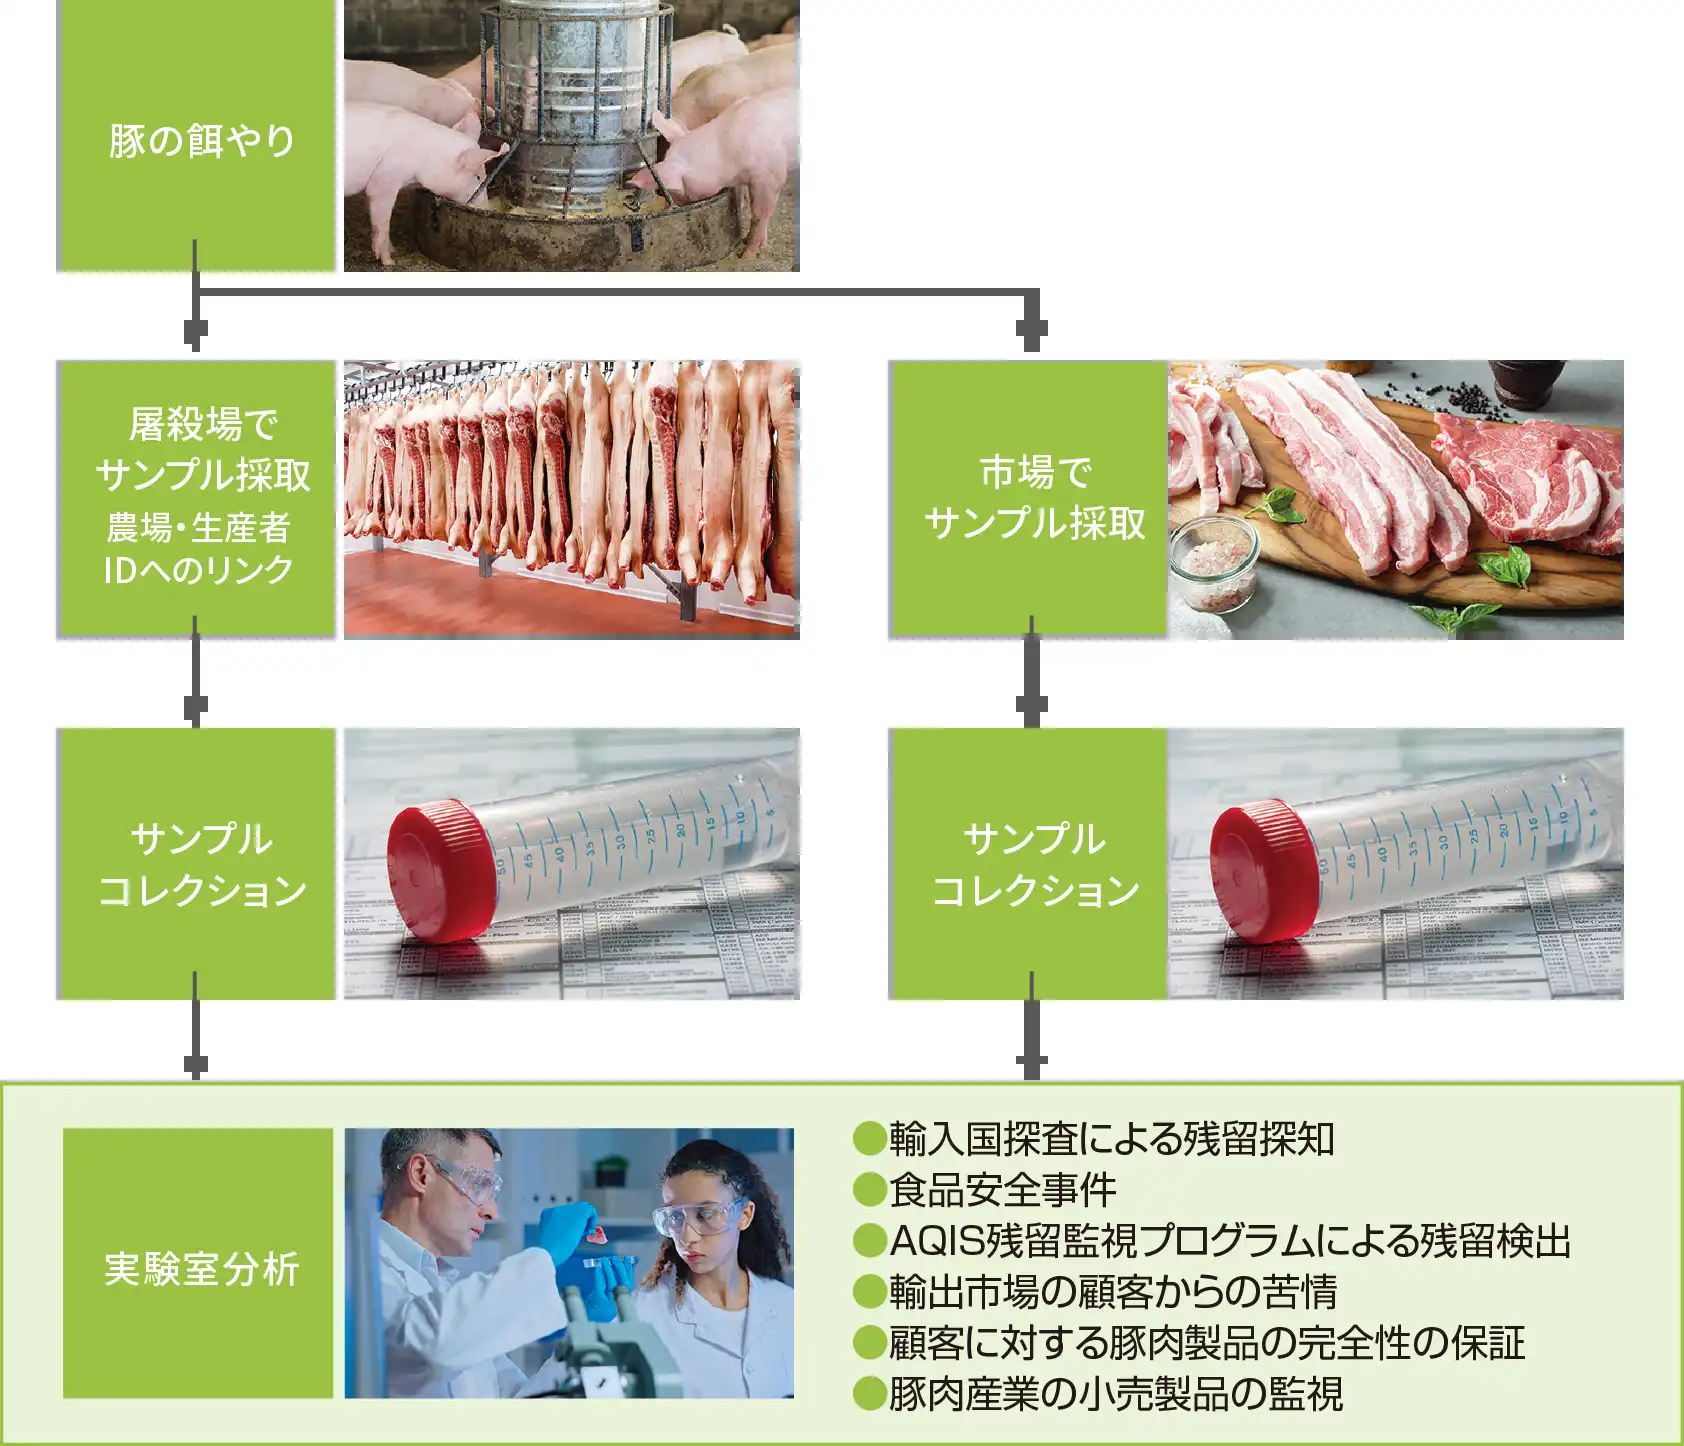 豚の餌やり
屠殺場で
サンプル採取
農場・生産者
IDへのリンク
市場で
サンプル採取
サンプル
コレクション
50 45 40 35 30 25 20 15 10 5
サンプル
コレクション
50 45 40 35 30 25 20 15 10 5
実験室分析
●輸入国探査による残留探知
●食品安全事件
●AQIS残留監視プログラムによる残留検出
●輸出市場の顧客からの苦情
●顧客に対する豚肉製品の完全性の保証
●豚肉産業の小売製品の監視